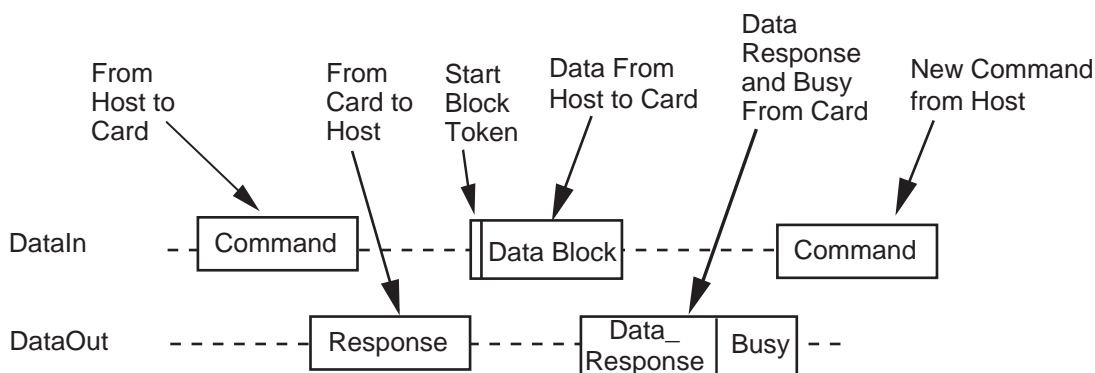 From
Host to
Card
From
Card to
Host
Start
Block
Token
Data From
Host to Card
Data
Response
and Busy
From Card
New Command
from Host
DataIn
Command
Data Block
Command
DataOut
Response
Data_
Response
Busy